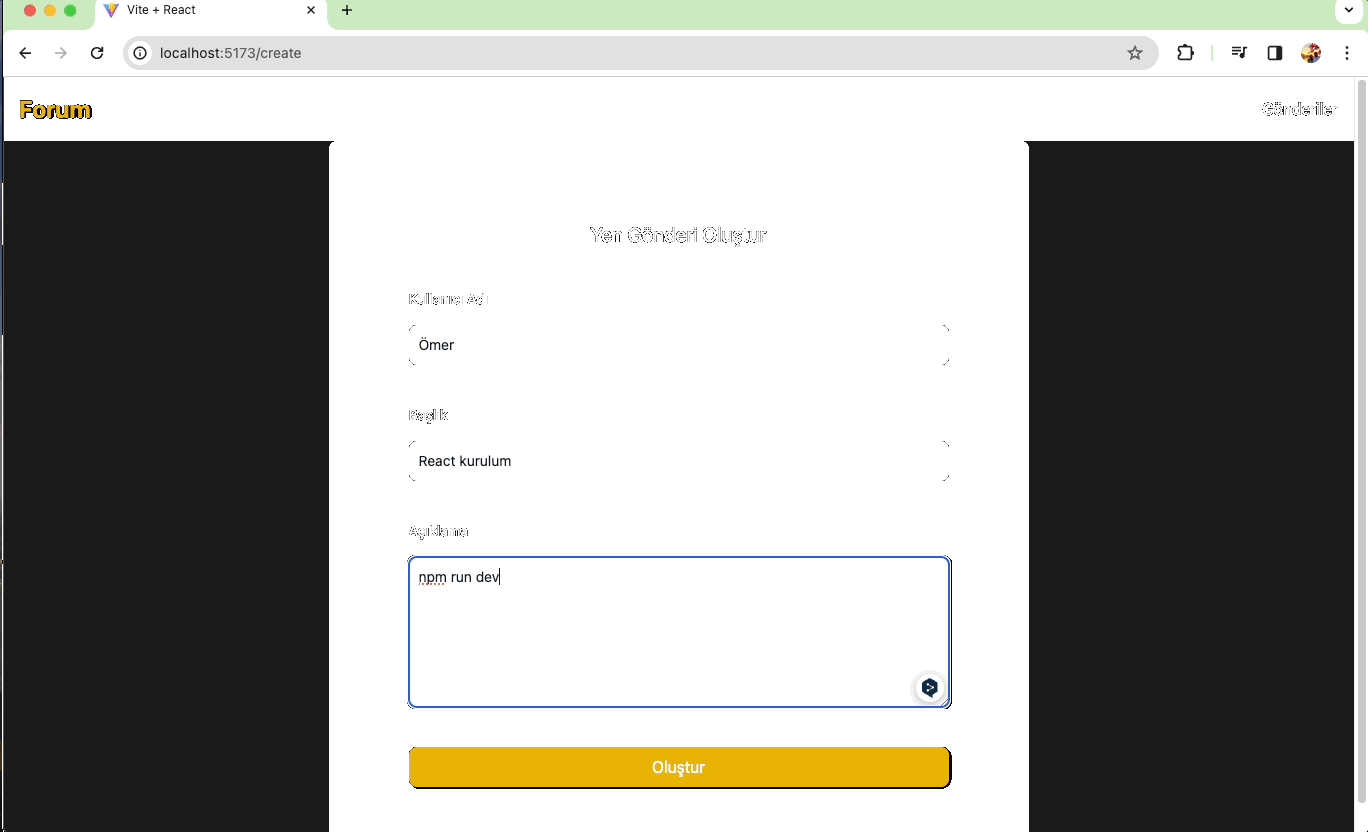 Vite + React
localhost:5173/create
Forum
Gönderiler
Yeni Gönderi Oluştur
Kullanıcı Adı
Ömer
Başlık
React kurulum
Açıklama
npm run dev
Oluştur